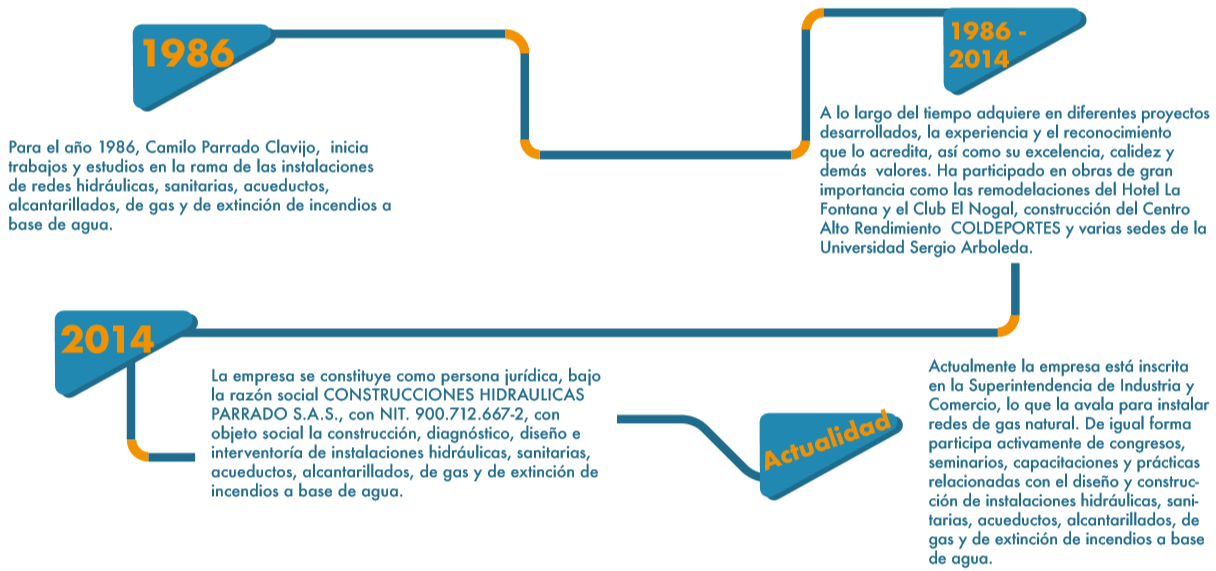 1986
Para el año 1986, Camilo Parrado Clavijo, inicia
trabajos y estudios en la rama de las instalaciones
de redes hidráulicas, sanitarias, acueductos,
alcantarillados, de gas y de extinción de incendios a
base de agua.
1986 -
2014
A lo largo del tiempo adquiere en diferentes proyectos
desarrollados, la experiencia y el reconocimiento
que lo acredita, así como su excelencia, calidez y
demás valores. Ha participado en obras de gran
importancia como las remodelaciones del Hotel La
Fontana y el Club El Nogal, construcción del Centro
Alto Rendimiento COLDEPORTES y varias sedes de la
Universidad Sergio Arboleda.
2014
La empresa se constituye como persona jurídica, bajo
la razón social CONSTRUCCIONES HIDRAULICAS
PARRADO S.A.S., con NIT. 900.712.667-2, con
objeto social la construcción, diagnóstico, diseño e
interventoría de instalaciones hidráulicas, sanitarias,
acueductos, alcantarillados, de gas y de extinción de
incendios a base de agua.
Actualidad
Actualmente la empresa está inscrita
en la Superintendencia de Industria y
Comercio, lo que la avala para instalar
redes de gas natural. De igual forma
participa activamente de congresos,
seminarios, capacitaciones y prácticas
relacionadas con el diseño y construc-
ción de instalaciones hidráulicas, sani-
tarias, acueductos, alcantarillados, de
gas y de extinción de incendios a base
de agua.